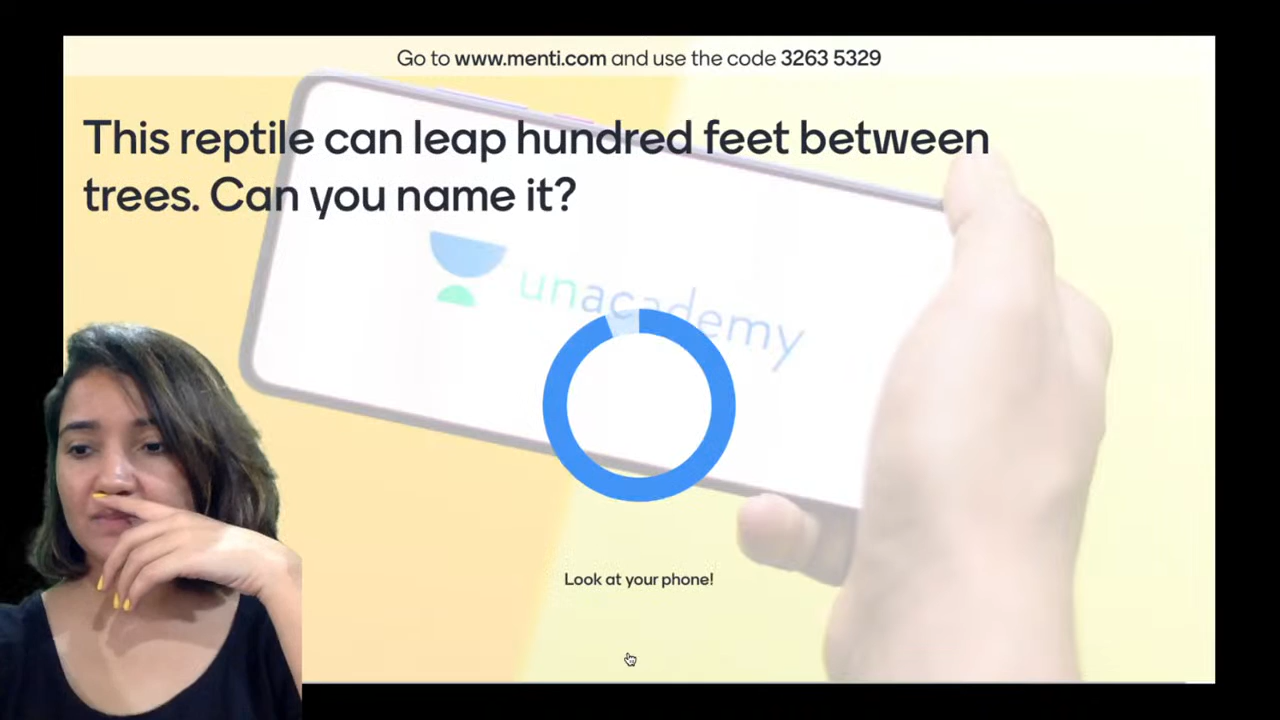 Go to www.menti.com and use the code 3263 5329
This reptile can leap hundred feet between
trees. Can you name it?
unacademy
Look at your phone!